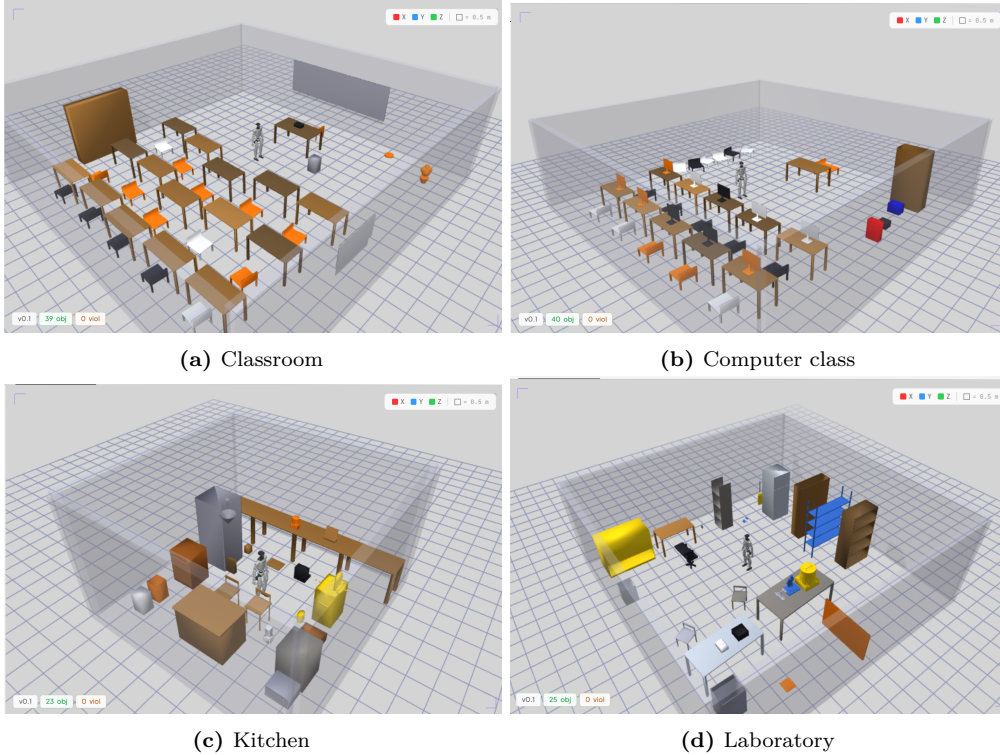 X Y Z = 0.5 m
v0.1 39 obj 0 viol
(a) Classroom
X Y Z = 0.5 m
v0.1 40 obj 0 viol
(b) Computer class
X Y Z = 0.5 m
v0.1 23 obj 0 viol
(c) Kitchen
X Y Z = 0.5 m
v0.1 25 obj 0 viol
(d) Laboratory